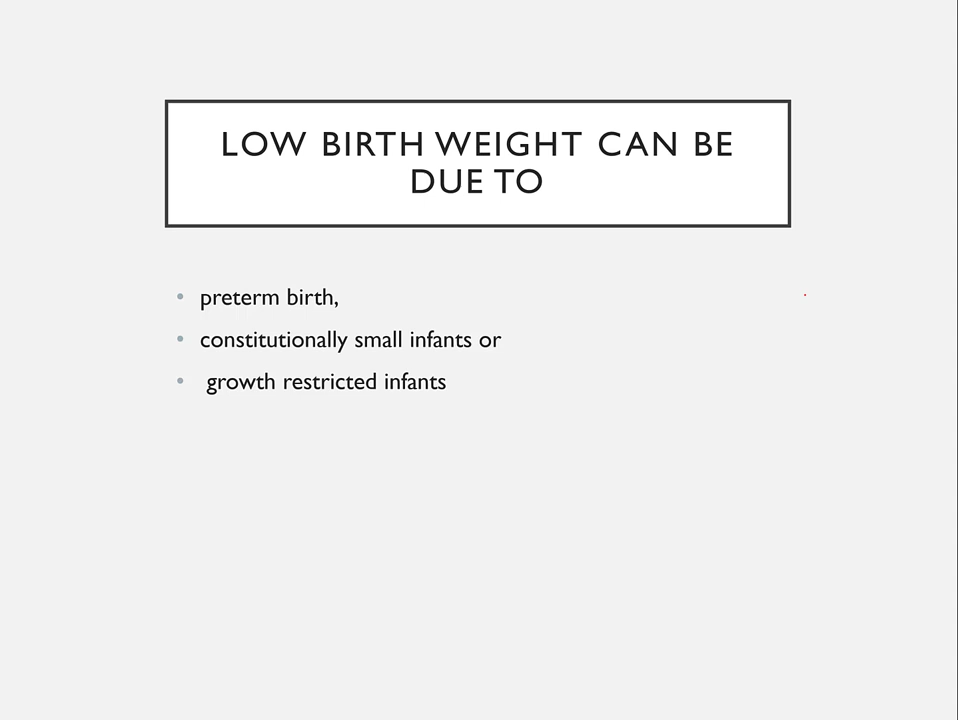 LOW BIRTH WEIGHT CAN BE
DUE TO
• preterm birth,
• constitutionally small infants or
• growth restricted infants